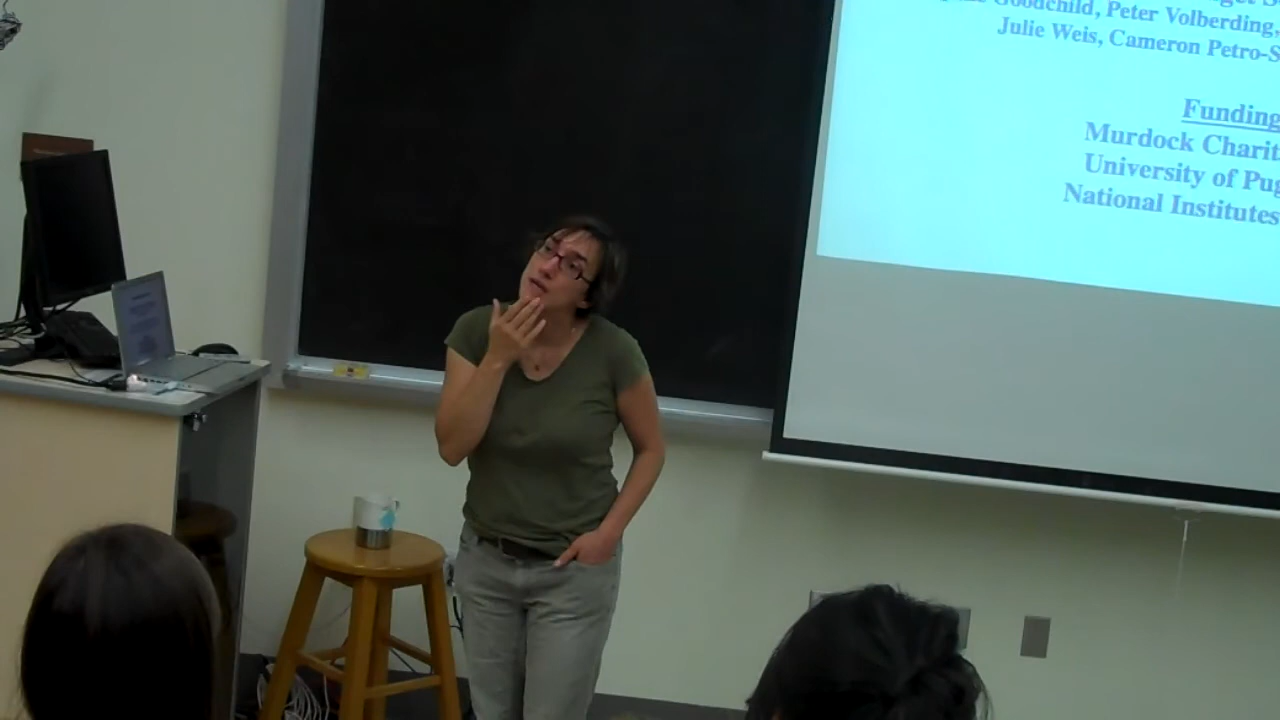 Goodchild, Peter Volberding,
Julie Weis, Cameron Petro-S
Funding
Murdock Charit
University of Pug
National Institutes